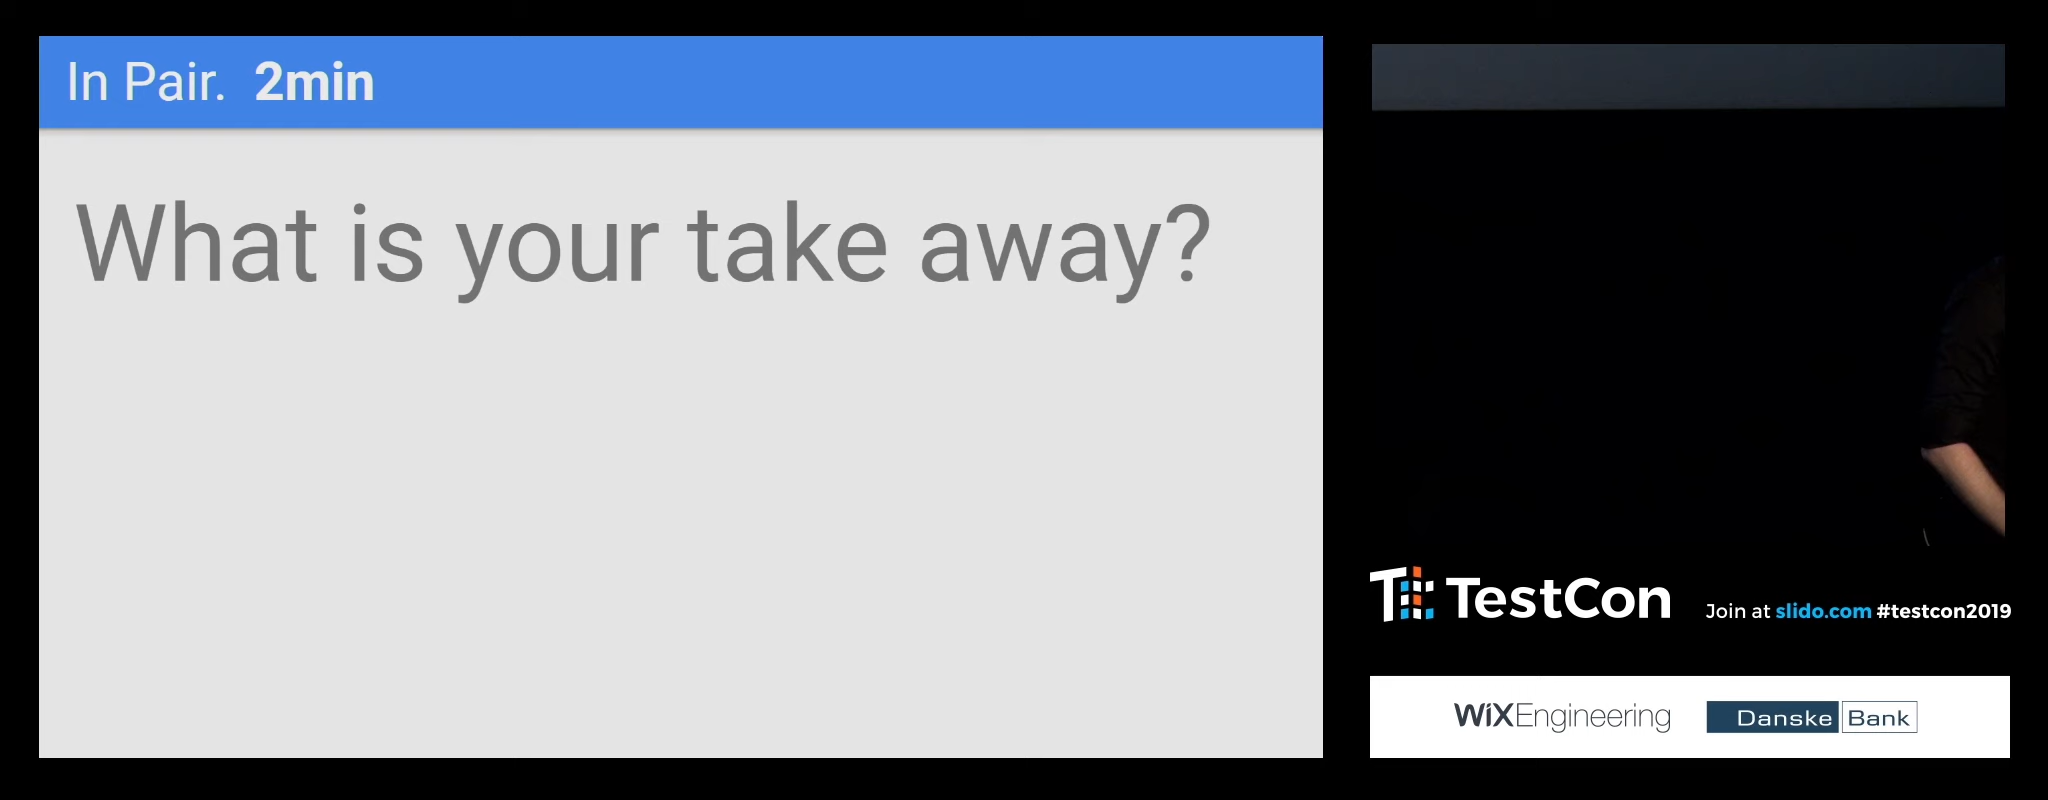 In Pair. 2min
What is your take away?
TestCon
Join at slido.com #testcon2019
WiXEngineering
Danske Bank